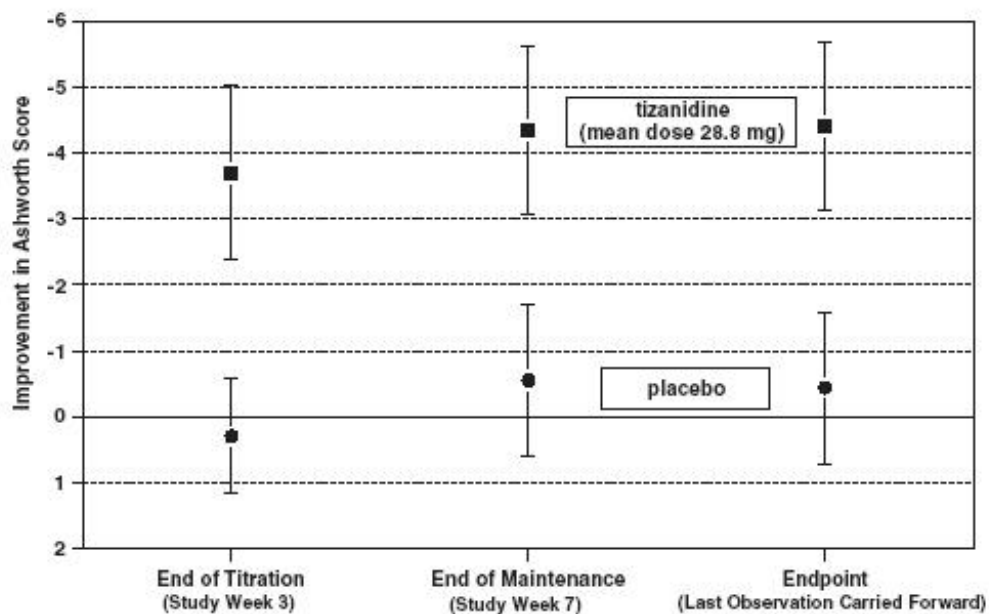 Improvement in Ashworth Score
-6
-5
-4
-3
-2
-1
0
1
2
tizanidine
(mean dose 28.8 mg)
placebo
End of Titration
(Study Week 3)
End of Maintenance
(Study Week 7)
Endpoint
(Last Observation Carried Forward)